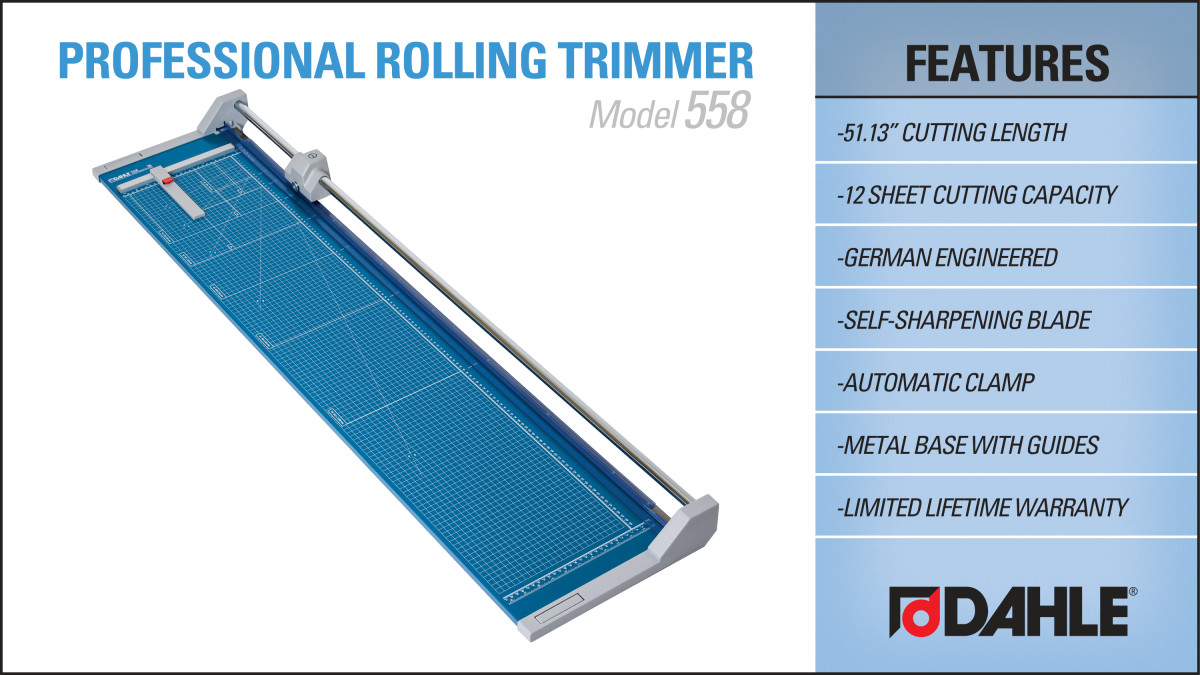 PROFESSIONAL ROLLING TRIMMER
Model 558
DAHLE
FEATURES
-51.13” CUTTING LENGTH
-12 SHEET CUTTING CAPACITY
-GERMAN ENGINEERED
-SELF-SHARPENING BLADE
-AUTOMATIC CLAMP
-METAL BASE WITH GUIDES
-LIMITED LIFETIME WARRANTY
DAHLE®